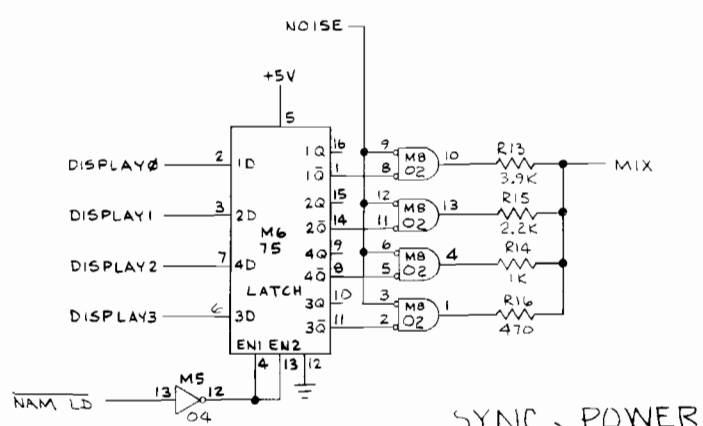 NOISE
+5V
5
DISPLAY0 2 1D 1Q 16 9 M8 02 10 R13 3.9K MIX
1Q̅ 1 8
DISPLAY1 3 2D 2Q 15 12 M8 02 13 R15 2.2K
2Q̅ 14 11
M6
75
DISPLAY2 7 4D 4Q 9 6 M8 02 4 R14 1K
4Q̅ 8 5
LATCH
DISPLAY3 6 3D 3Q 10 3 M8 02 1 R16 470
3Q̅ 11 2
EN1 EN2
4 13 12
N̅A̅M̅ L̅D̅ 13 M5 12
04
SYNC, POWER